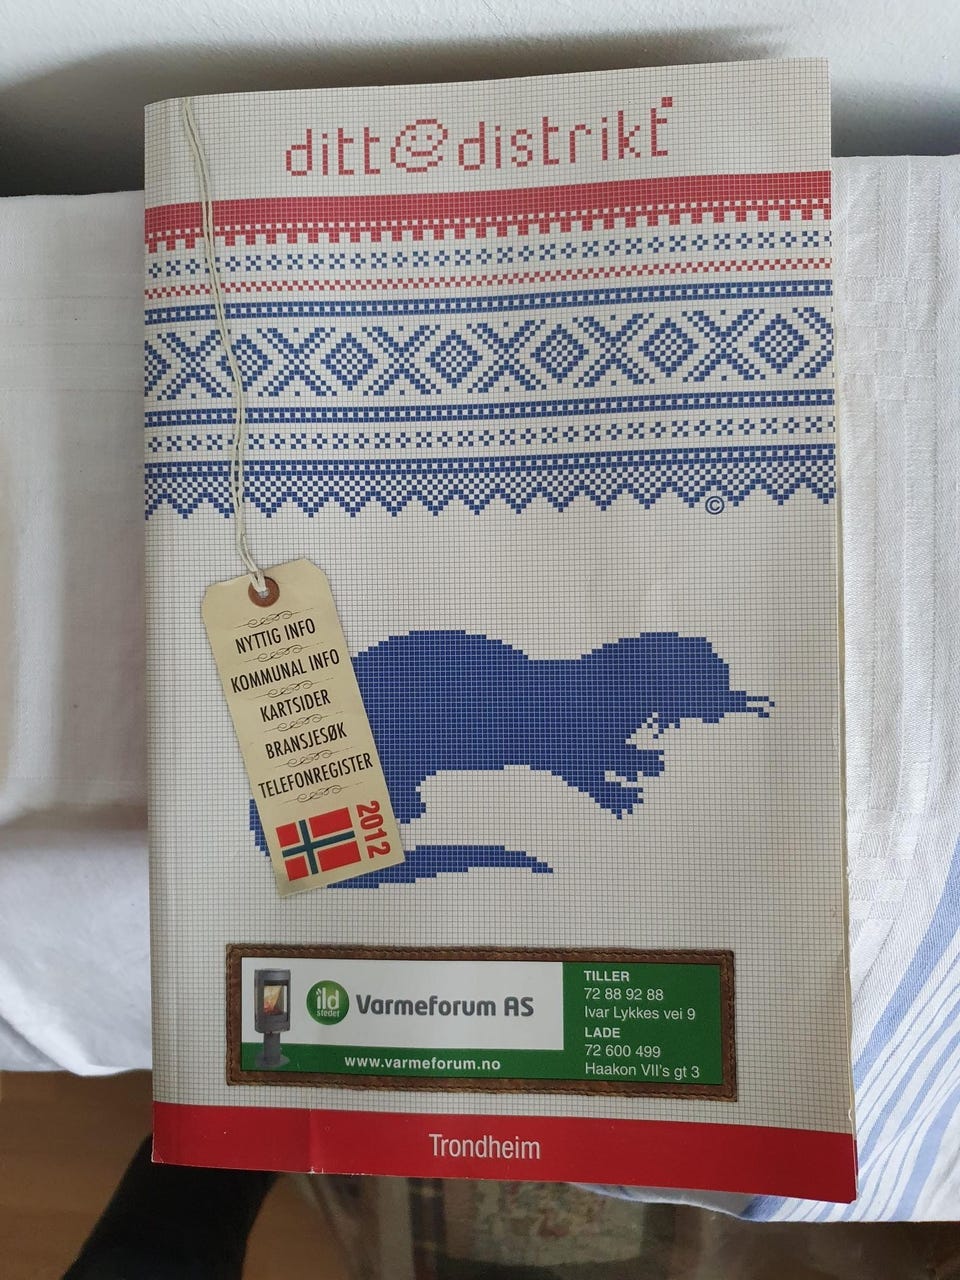 ditt distrikt
©
NYTTIG INFO
KOMMUNAL INFO
KARTSIDER
BRANSJESØK
TELEFONREGISTER
2012
ild
stedet
Varmeforum AS
www.varmeforum.no
TILLER
72 88 92 88
Ivar Lykkes vei 9
LADE
72 600 499
Haakon VII's gt 3
Trondheim